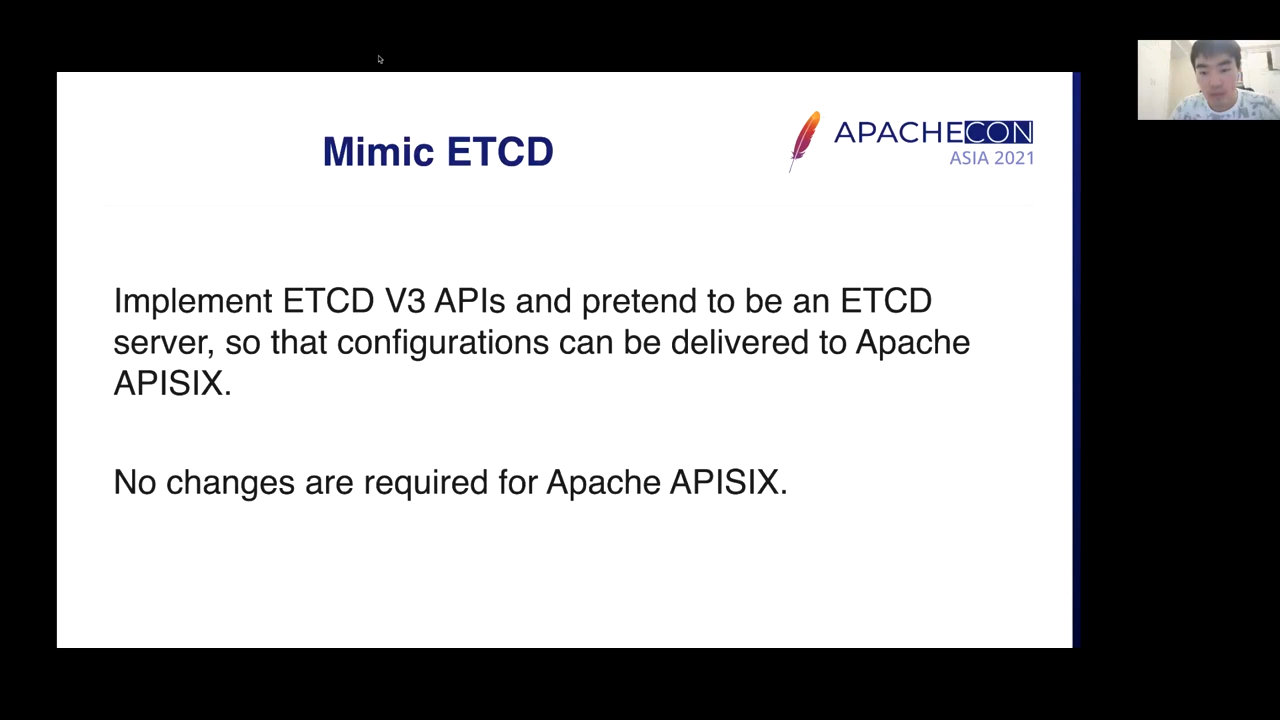 Mimic ETCD
APACHECON
ASIA 2021
Implement ETCD V3 APIs and pretend to be an ETCD
server, so that configurations can be delivered to Apache
APISIX.
No changes are required for Apache APISIX.